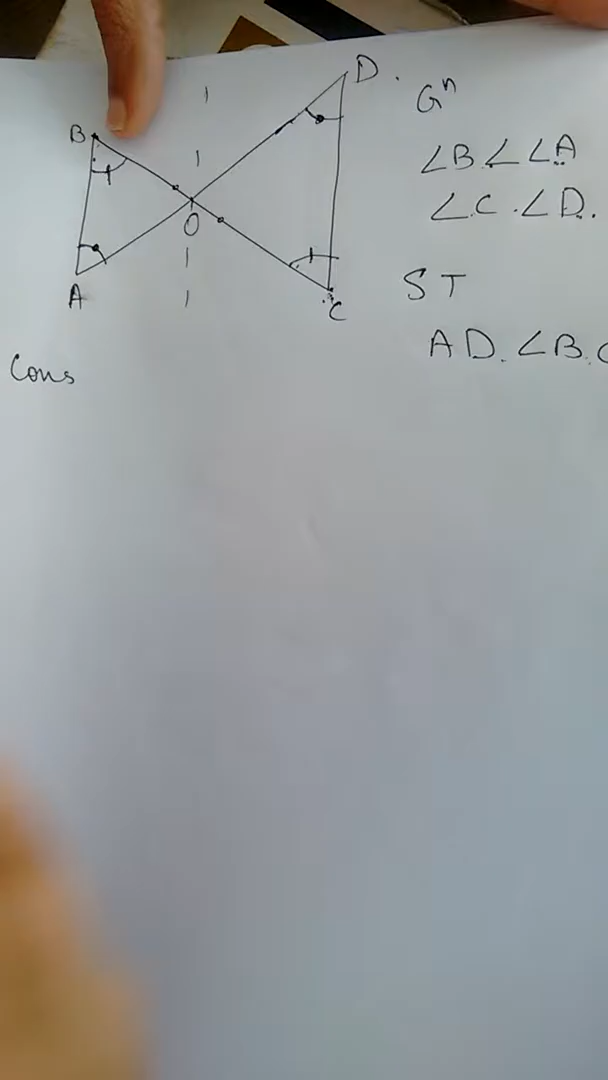 D.
B
O
A
C
Gⁿ
∠B < ∠A
∠C . ∠D.
ST
AD. < B.C
Cons